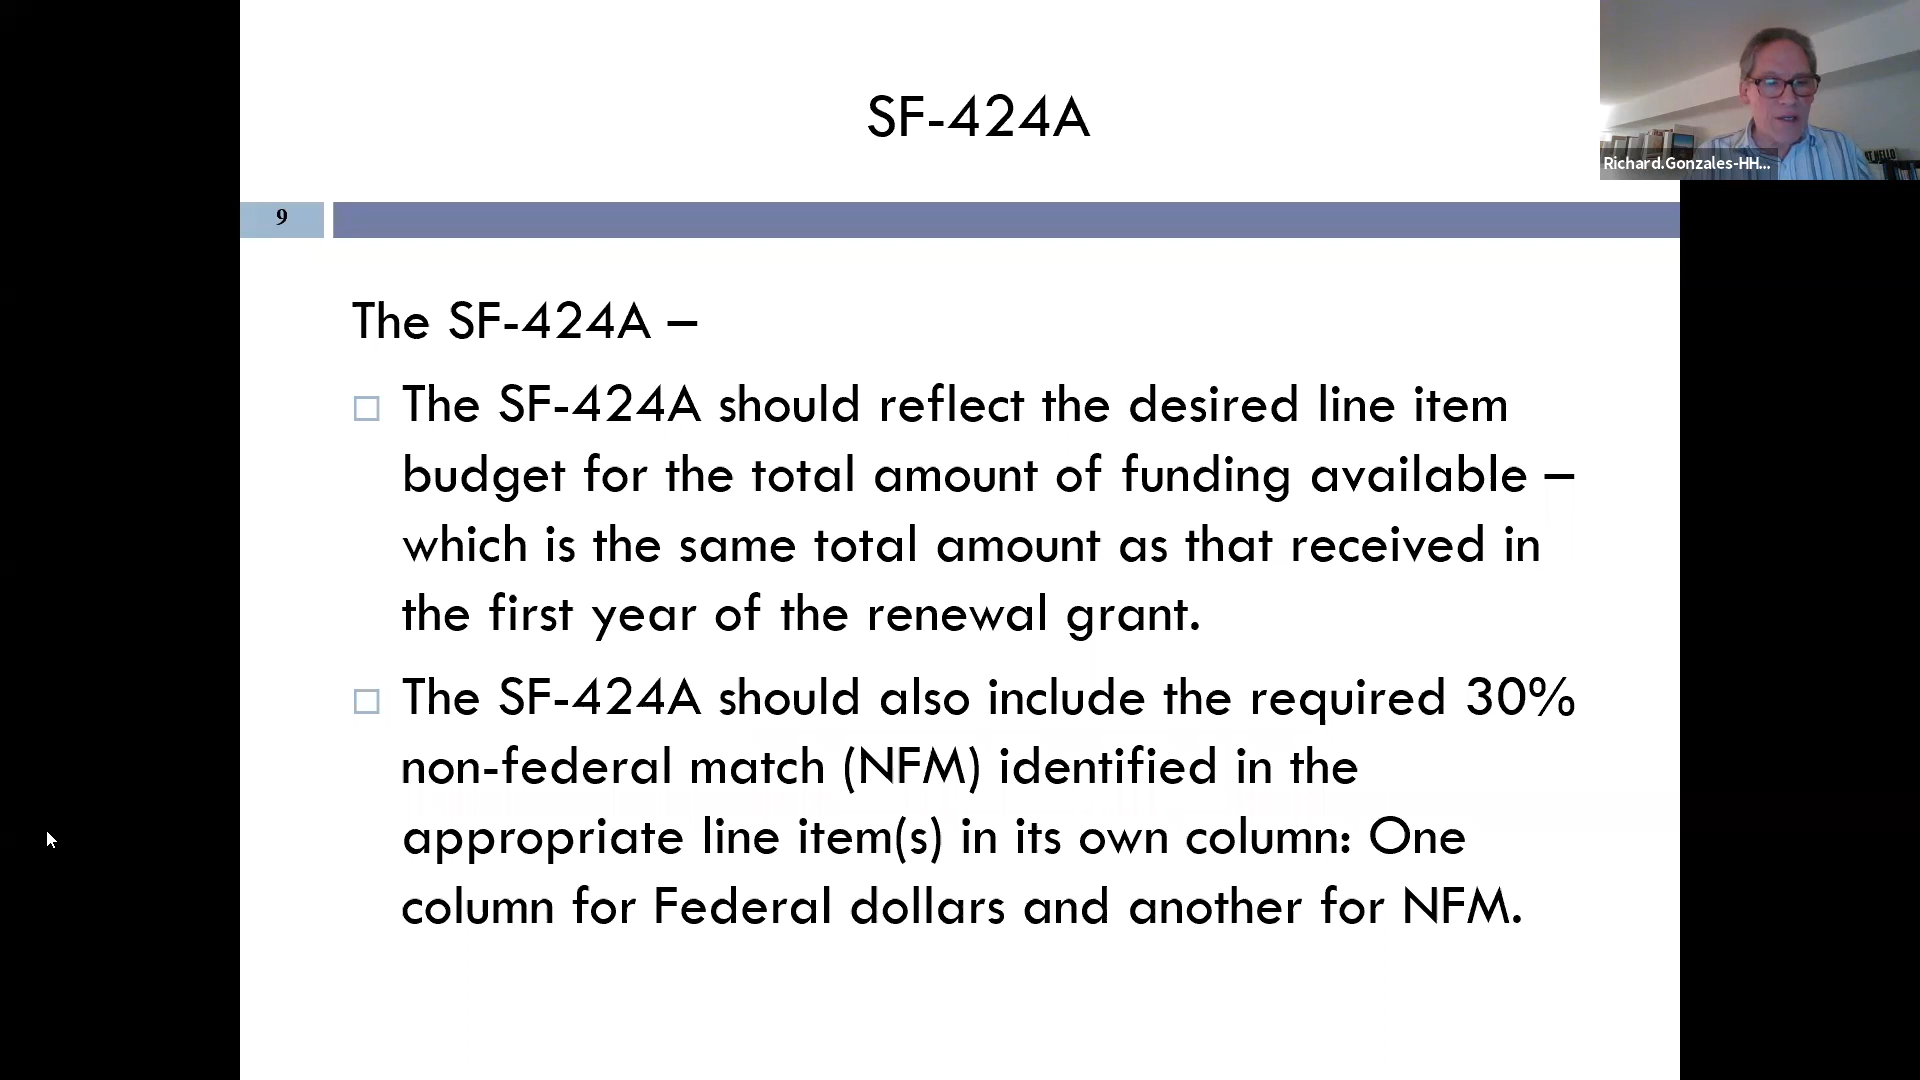 SF-424A
Richard.Gonzales-HH...
9
The SF-424A –
The SF-424A should reflect the desired line item
budget for the total amount of funding available –
which is the same total amount as that received in
the first year of the renewal grant.
The SF-424A should also include the required 30%
non-federal match (NFM) identified in the
appropriate line item(s) in its own column: One
column for Federal dollars and another for NFM.